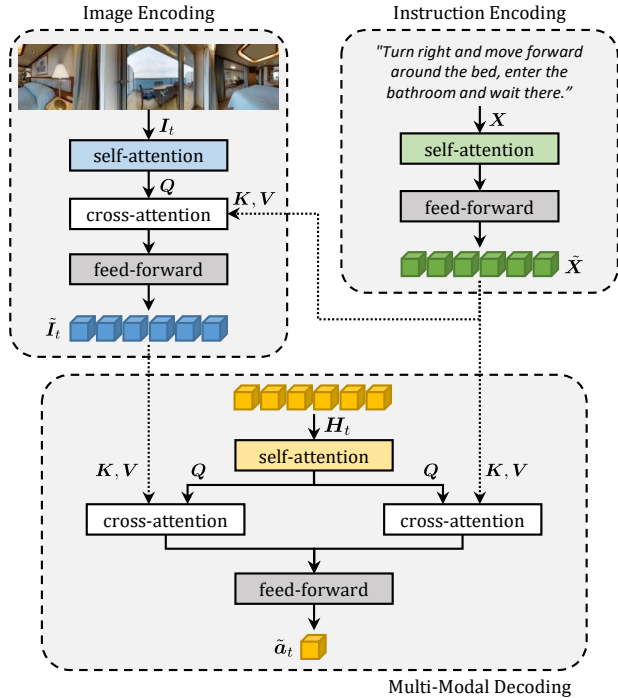 Image Encoding
I_t
self-attention
Q
cross-attention
K, V
feed-forward
Ĩ_t
Instruction Encoding
"Turn right and move forward
around the bed, enter the
bathroom and wait there.”
X
self-attention
feed-forward
X̃
H_t
self-attention
Q
Q
K, V
K, V
cross-attention
cross-attention
feed-forward
ã_t
Multi-Modal Decoding